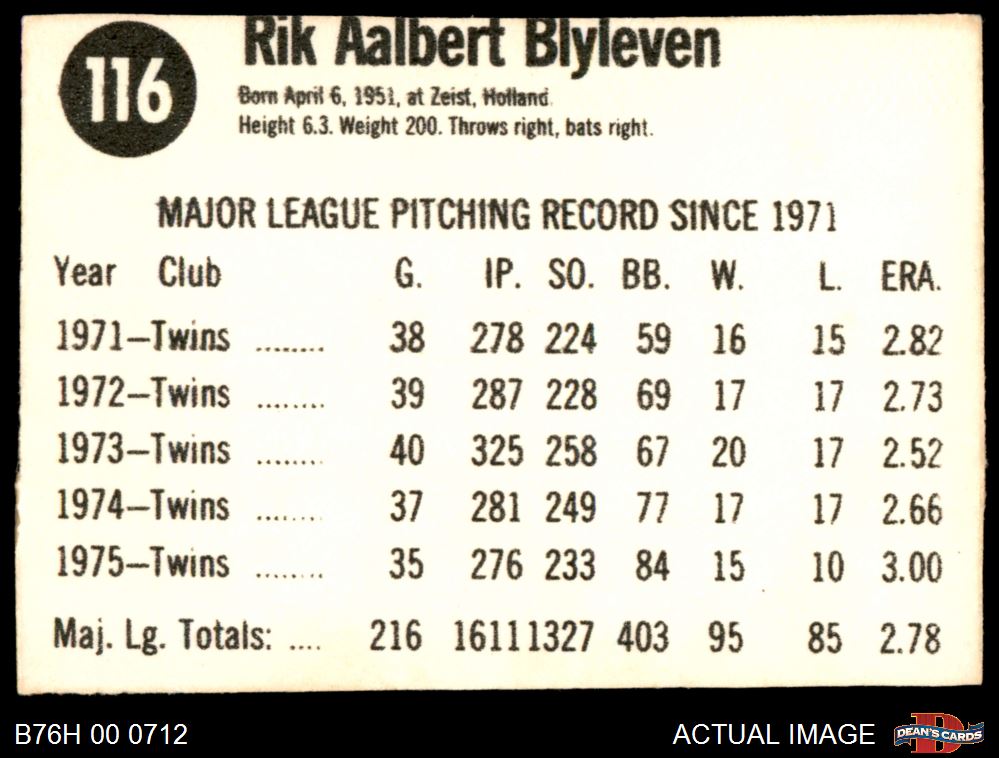 116
Rik Aalbert Blyleven
Born April 6, 1951, at Zeist, Holland.
Height 6.3. Weight 200. Throws right, bats right.
MAJOR LEAGUE PITCHING RECORD SINCE 1971
Year Club G. IP. SO. BB. W. L. ERA.
1971—Twins ........ 38 278 224 59 16 15 2.82
1972—Twins ........ 39 287 228 69 17 17 2.73
1973—Twins ........ 40 325 258 67 20 17 2.52
1974—Twins ........ 37 281 249 77 17 17 2.66
1975—Twins ........ 35 276 233 84 15 10 3.00
Maj. Lg. Totals: .... 216 1611 1327 403 95 85 2.78
B76H 00 0712
ACTUAL IMAGE
D
DEAN'S CARDS